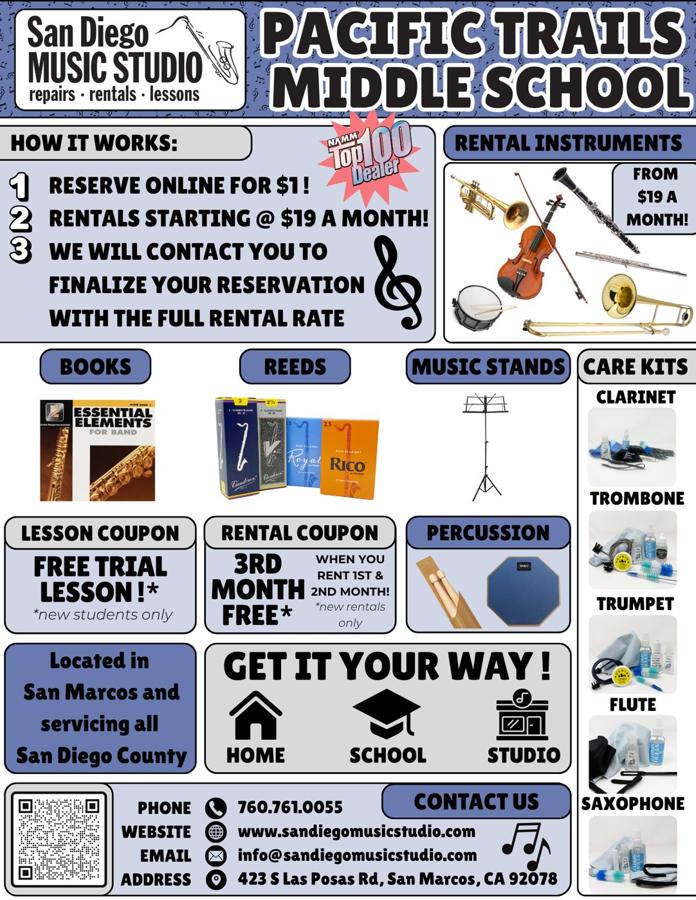 San Diego
MUSIC STUDIO
repairs · rentals · lessons
PACIFIC TRAILS
MIDDLE SCHOOL
HOW IT WORKS:
NAMM
Top 100
Dealer
1 RESERVE ONLINE FOR $1!
2 RENTALS STARTING @ $19 A MONTH!
3 WE WILL CONTACT YOU TO
FINALIZE YOUR RESERVATION
WITH THE FULL RENTAL RATE
RENTAL INSTRUMENTS
FROM
$19 A
MONTH!
BOOKS
ESSENTIAL
ELEMENTS
FOR BAND
REEDS
Royal
RICO
MUSIC STANDS
CARE KITS
CLARINET
TROMBONE
TRUMPET
FLUTE
SAXOPHONE
LESSON COUPON
FREE TRIAL
LESSON!*
*new students only
RENTAL COUPON
3RD
MONTH
FREE*
WHEN YOU
RENT 1ST &
2ND MONTH!
*new rentals
only
PERCUSSION
Located in
San Marcos and
servicing all
San Diego County
GET IT YOUR WAY!
HOME
SCHOOL
STUDIO
CONTACT US
PHONE 760.761.0055
WEBSITE www.sandiegomusicstudio.com
EMAIL info@sandiegomusicstudio.com
ADDRESS 423 S Las Posas Rd, San Marcos, CA 92078